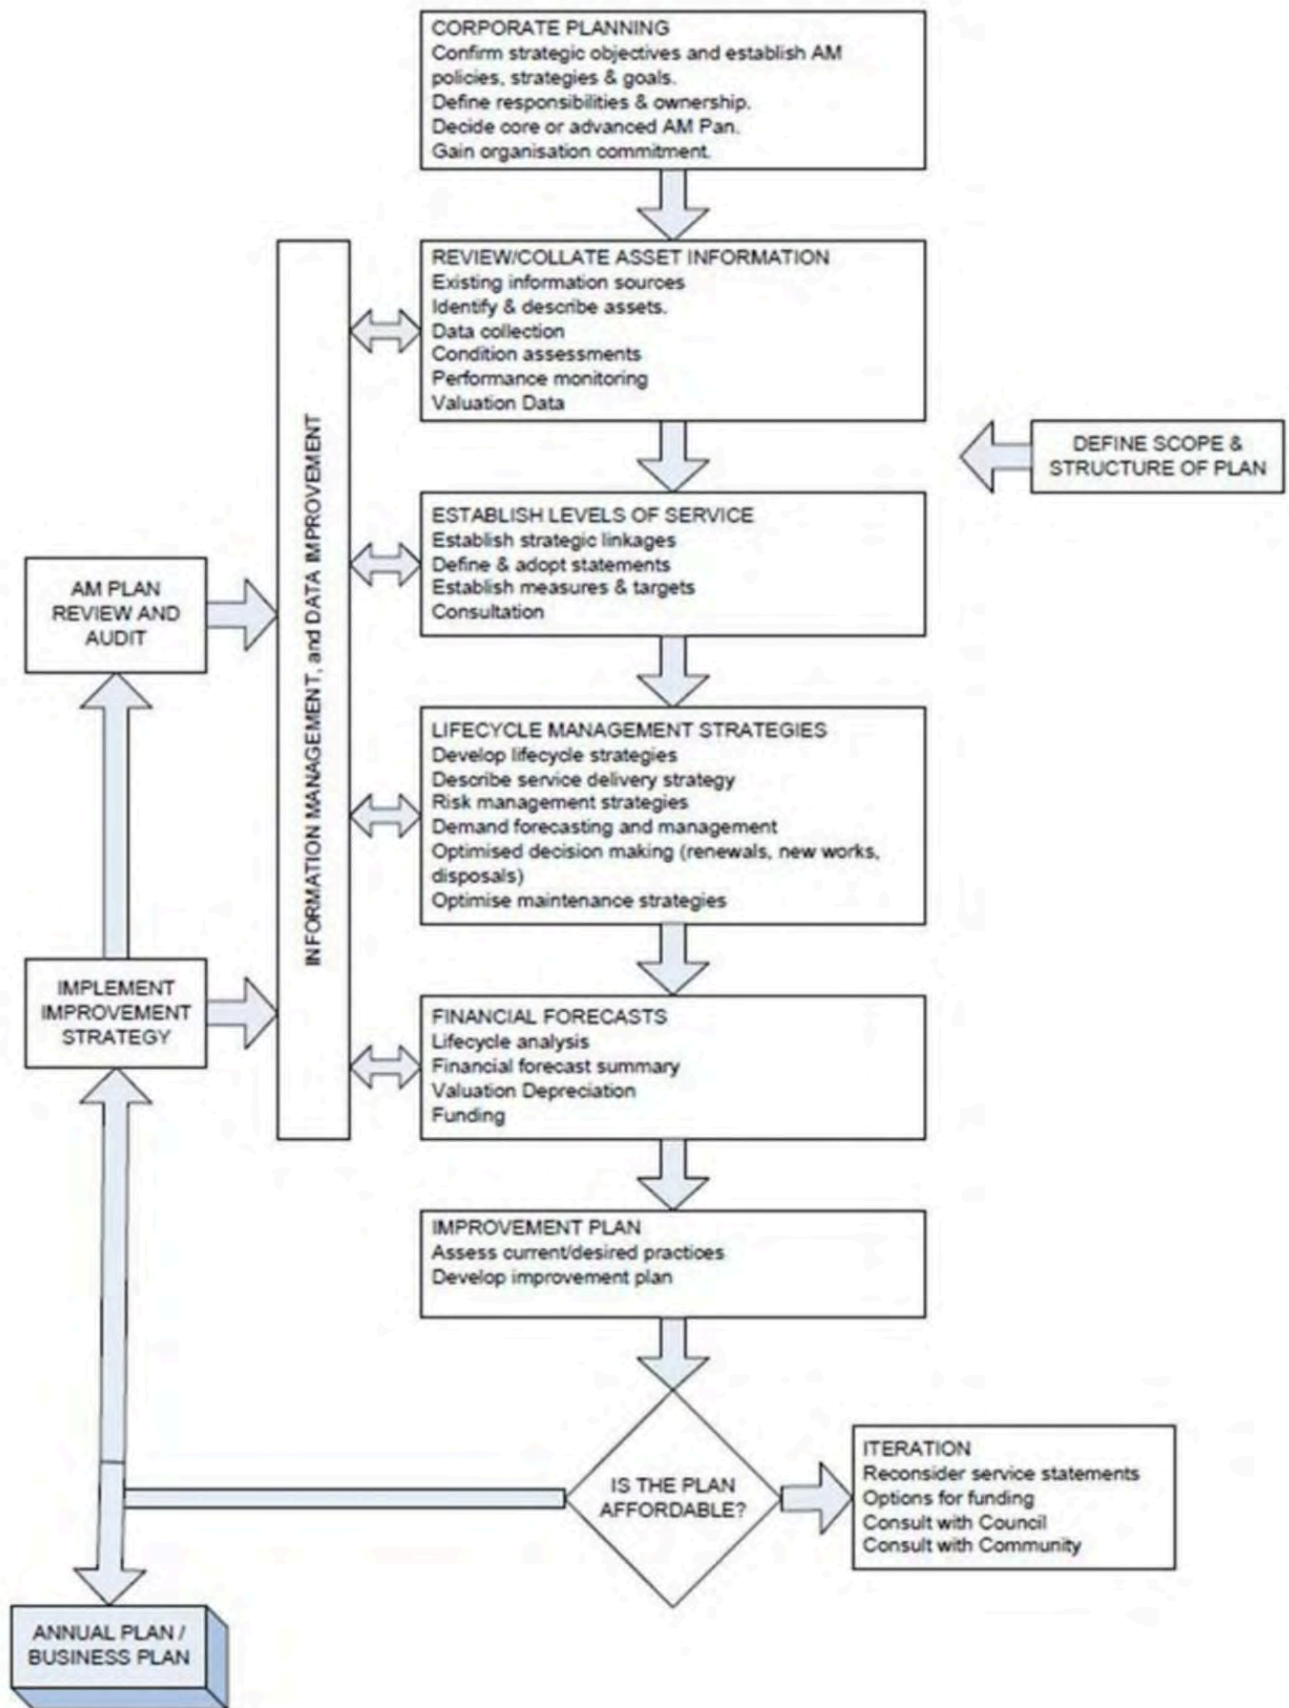 CORPORATE PLANNING
Confirm strategic objectives and establish AM
policies, strategies & goals.
Define responsibilities & ownership.
Decide core or advanced AM Pan.
Gain organisation commitment.
REVIEW/COLLATE ASSET INFORMATION
Existing information sources
Identify & describe assets.
Data collection
Condition assessments
Performance monitoring
Valuation Data
DEFINE SCOPE &
STRUCTURE OF PLAN
INFORMATION MANAGEMENT, and DATA IMPROVEMENT
ESTABLISH LEVELS OF SERVICE
Establish strategic linkages
Define & adopt statements
Establish measures & targets
Consultation
AM PLAN
REVIEW AND
AUDIT
LIFECYCLE MANAGEMENT STRATEGIES
Develop lifecycle strategies
Describe service delivery strategy
Risk management strategies
Demand forecasting and management
Optimised decision making (renewals, new works,
disposals)
Optimise maintenance strategies
IMPLEMENT
IMPROVEMENT
STRATEGY
FINANCIAL FORECASTS
Lifecycle analysis
Financial forecast summary
Valuation Depreciation
Funding
IMPROVEMENT PLAN
Assess current/desired practices
Develop improvement plan
IS THE PLAN
AFFORDABLE?
ITERATION
Reconsider service statements
Options for funding
Consult with Council
Consult with Community
ANNUAL PLAN /
BUSINESS PLAN